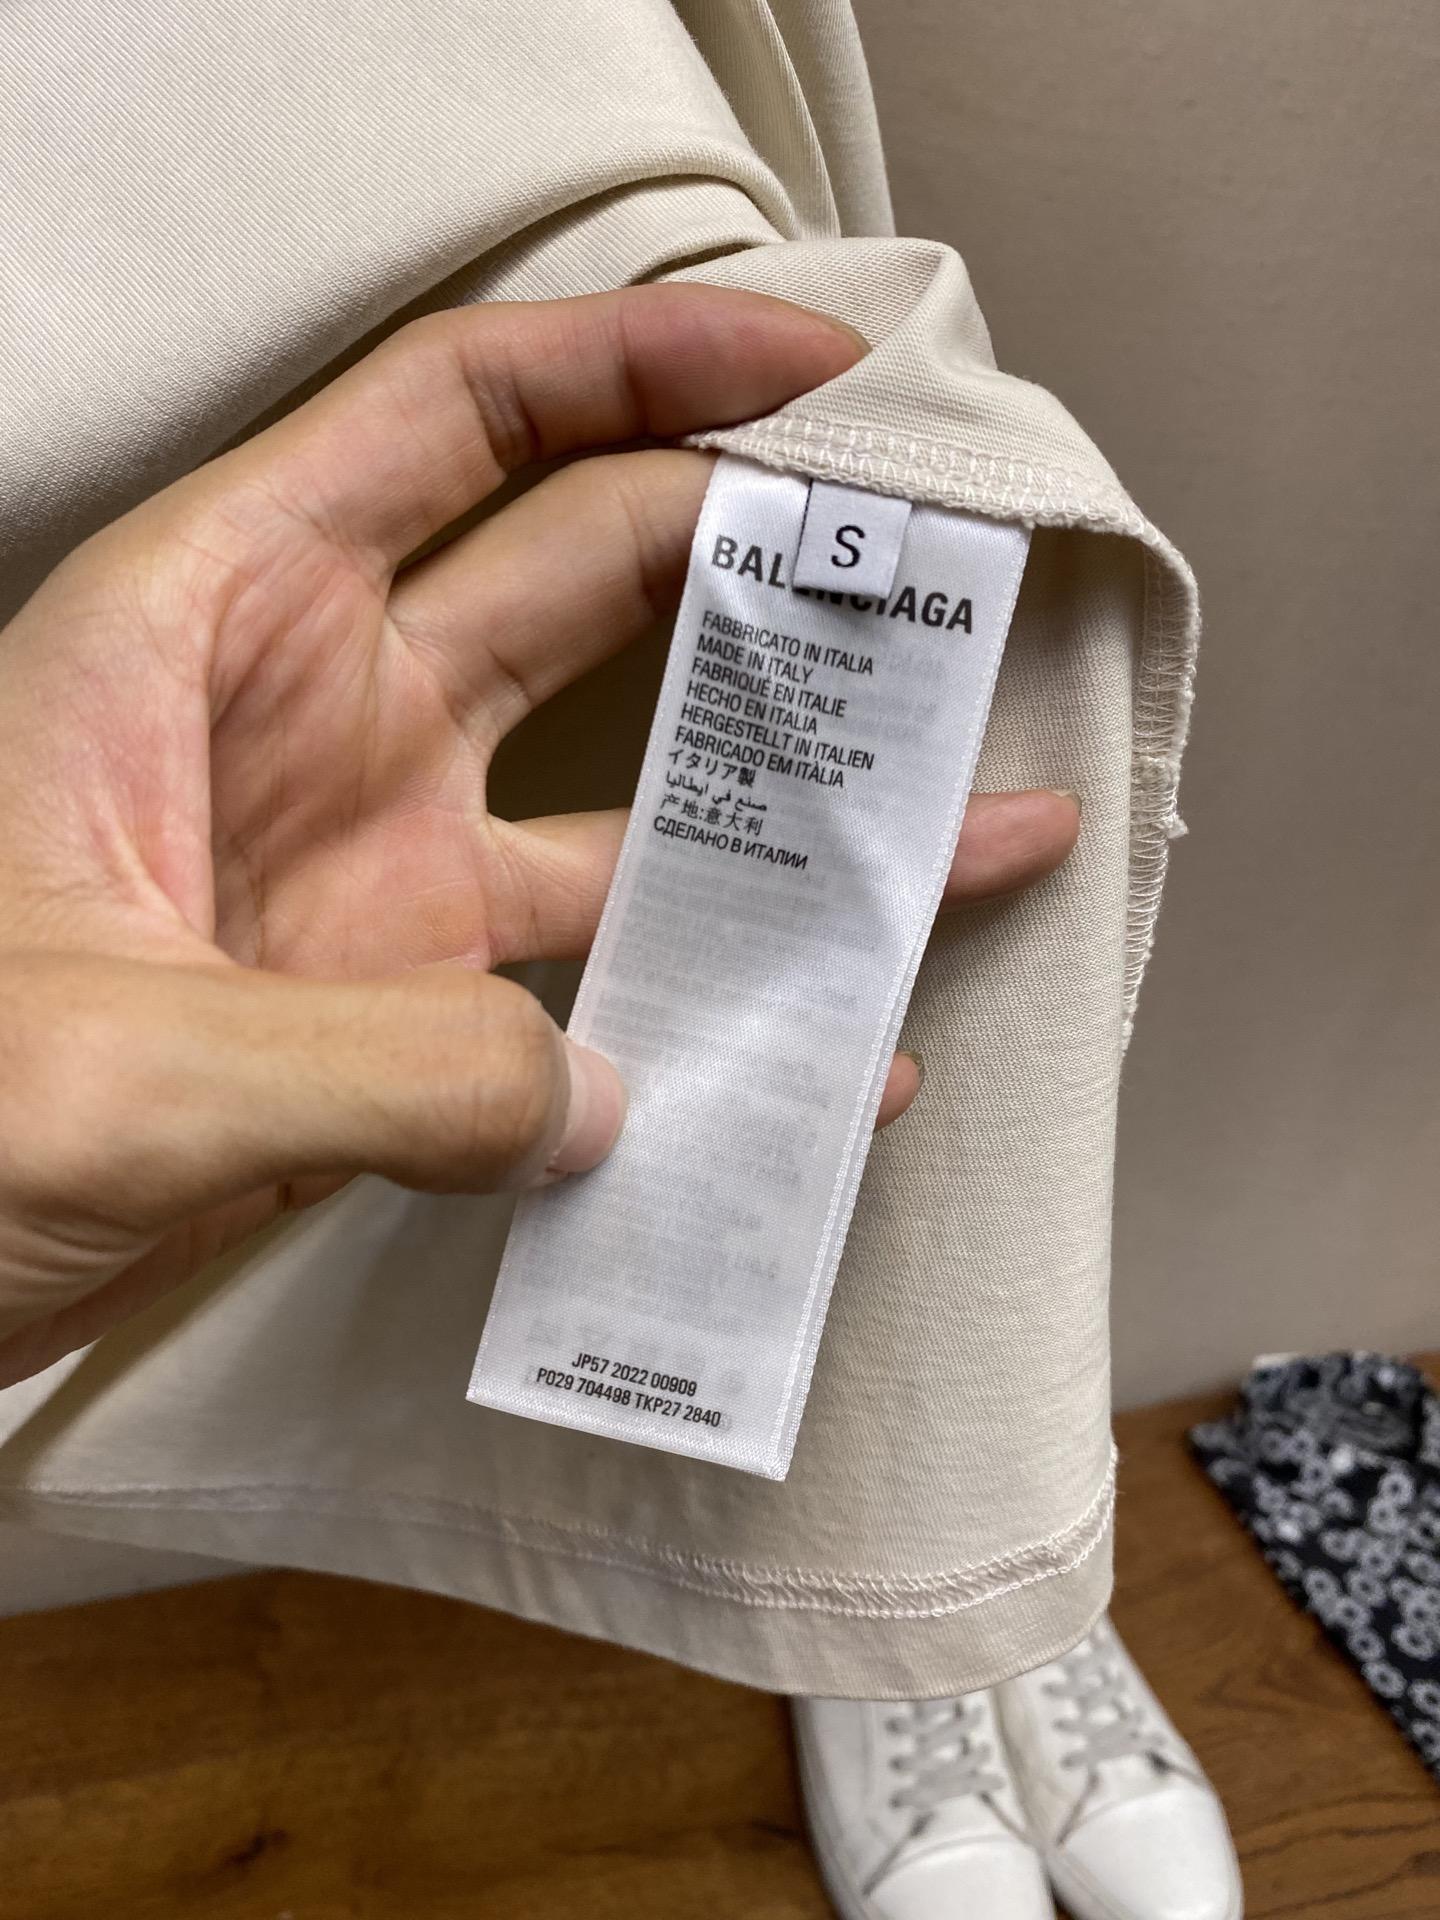 S
BALENCIAGA
FABBRICATO IN ITALIA
MADE IN ITALY
FABRIQUÉ EN ITALIE
HECHO EN ITALIA
HERGESTELLT IN ITALIEN
FABRICADO EM ITÀLIA
イタリア製
صنع في ايطاليا
产地:意大利
СДЕЛАНО В ИТАЛИИ
JP57 2022 00909
P029 704498 TKP27 2840